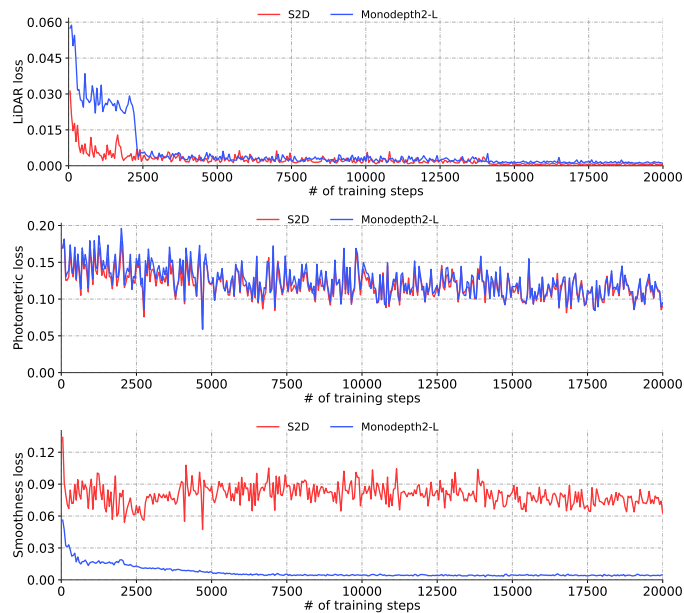 S2D Monodepth2-L
0.060
0.045
0.030
0.015
0.000
LiDAR loss
0 2500 5000 7500 10000 12500 15000 17500 20000
# of training steps
S2D Monodepth2-L
0.20
0.15
0.10
0.05
0.00
Photometric loss
0 2500 5000 7500 10000 12500 15000 17500 20000
# of training steps
S2D Monodepth2-L
0.12
0.09
0.06
0.03
0.00
Smoothness loss
0 2500 5000 7500 10000 12500 15000 17500 20000
# of training steps